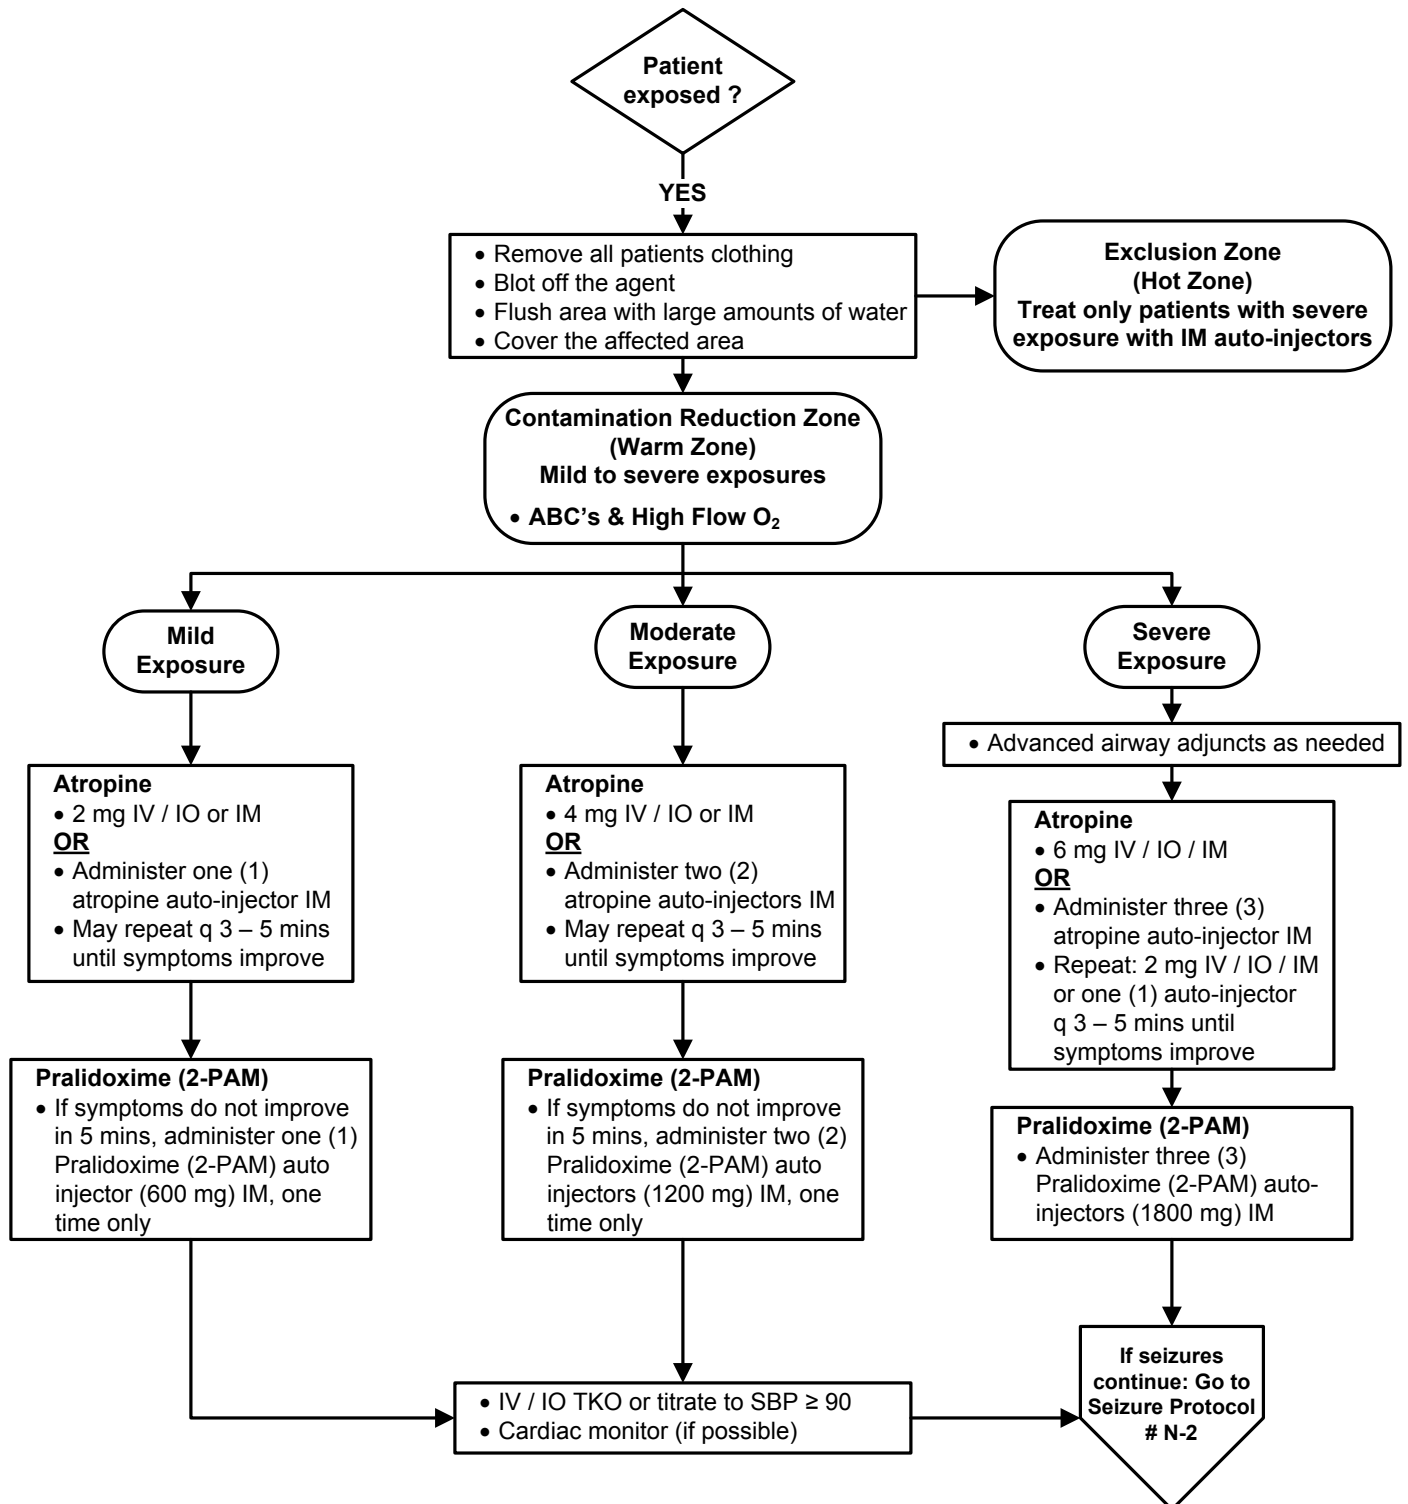 Patient
exposed ?
YES
• Remove all patients clothing
• Blot off the agent
• Flush area with large amounts of water
• Cover the affected area
Exclusion Zone
(Hot Zone)
Treat only patients with severe
exposure with IM auto-injectors
Contamination Reduction Zone
(Warm Zone)
Mild to severe exposures
• ABC's & High Flow O₂
Mild
Exposure
Moderate
Exposure
Severe
Exposure
• Advanced airway adjuncts as needed
Atropine
• 2 mg IV / IO or IM
OR
• Administer one (1)
atropine auto-injector IM
• May repeat q 3 – 5 mins
until symptoms improve
Atropine
• 4 mg IV / IO or IM
OR
• Administer two (2)
atropine auto-injectors IM
• May repeat q 3 – 5 mins
until symptoms improve
Atropine
• 6 mg IV / IO / IM
OR
• Administer three (3)
atropine auto-injector IM
• Repeat: 2 mg IV / IO / IM
or one (1) auto-injector
q 3 – 5 mins until
symptoms improve
Pralidoxime (2-PAM)
• If symptoms do not improve
in 5 mins, administer one (1)
Pralidoxime (2-PAM) auto
injector (600 mg) IM, one
time only
Pralidoxime (2-PAM)
• If symptoms do not improve
in 5 mins, administer two (2)
Pralidoxime (2-PAM) auto
injectors (1200 mg) IM, one
time only
Pralidoxime (2-PAM)
• Administer three (3)
Pralidoxime (2-PAM) auto-
injectors (1800 mg) IM
• IV / IO TKO or titrate to SBP ≥ 90
• Cardiac monitor (if possible)
If seizures
continue: Go to
Seizure Protocol
# N-2